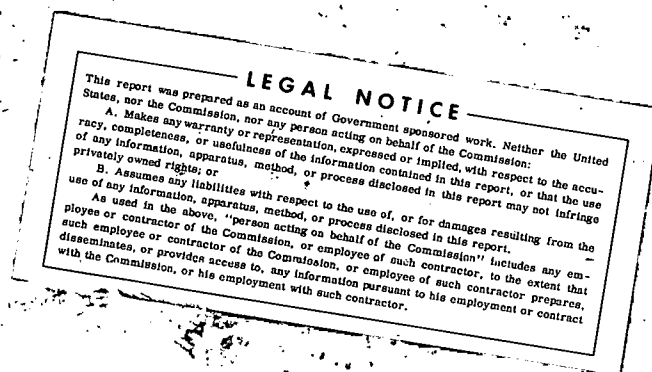 LEGAL NOTICE
This report was prepared as an account of Government sponsored work. Neither the United
States, nor the Commission, nor any person acting on behalf of the Commission:
A. Makes any warranty or representation, expressed or implied, with respect to the accu-
racy, completeness, or usefulness of the information contained in this report, or that the use
of any information, apparatus, method, or process disclosed in this report may not infringe
privately owned rights; or
B. Assumes any liabilities with respect to the use of, or for damages resulting from the
use of any information, apparatus, method, or process disclosed in this report.
As used in the above, "person acting on behalf of the Commission" includes any em-
ployee or contractor of the Commission, or employee of such contractor, to the extent that
such employee or contractor of the Commission, or employee of such contractor prepares,
disseminates, or provides access to, any information pursuant to his employment or contract
with the Commission, or his employment with such contractor.